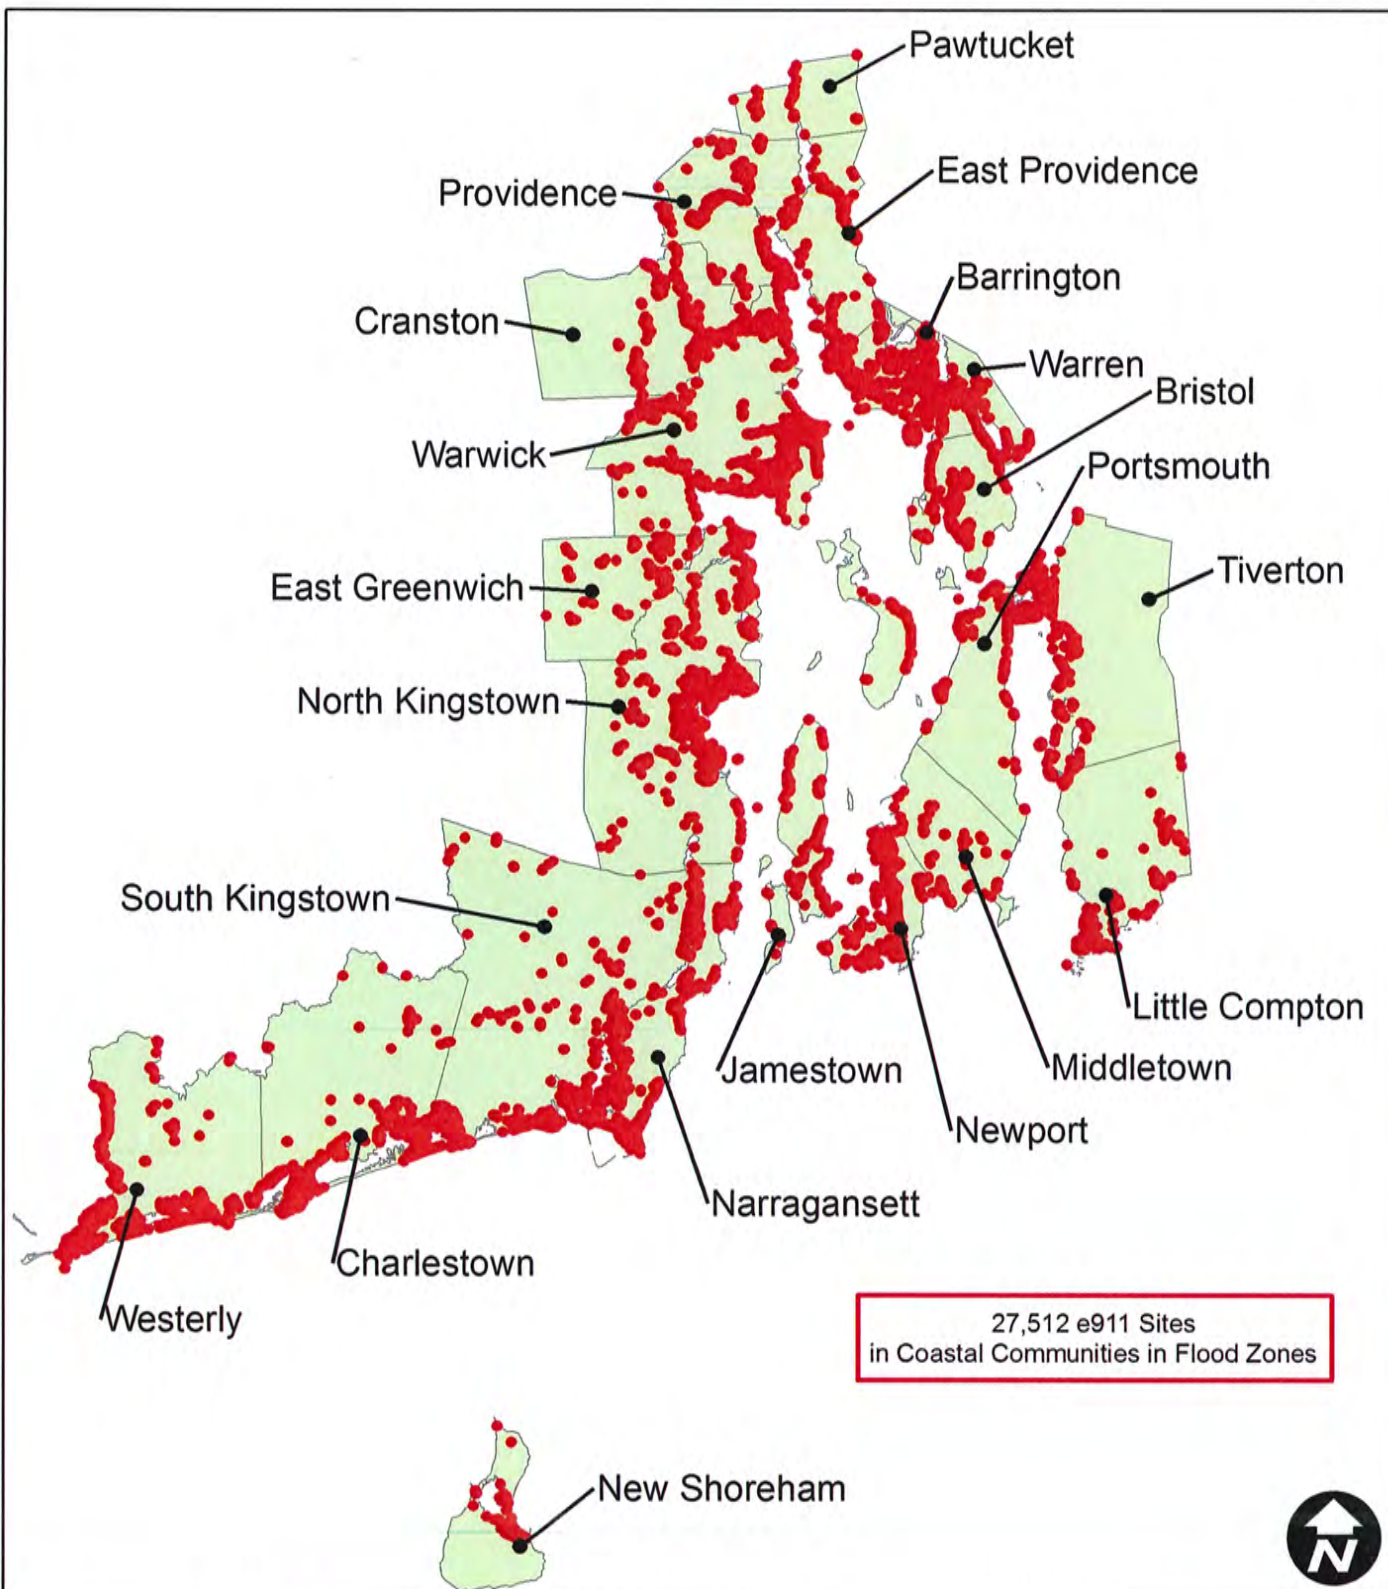 Pawtucket
East Providence
Providence
Barrington
Cranston
Warren
Bristol
Warwick
Portsmouth
Tiverton
East Greenwich
North Kingstown
South Kingstown
Little Compton
Jamestown
Middletown
Newport
Narragansett
Charlestown
Westerly
27,512 e911 Sites
in Coastal Communities in Flood Zones
New Shoreham
N